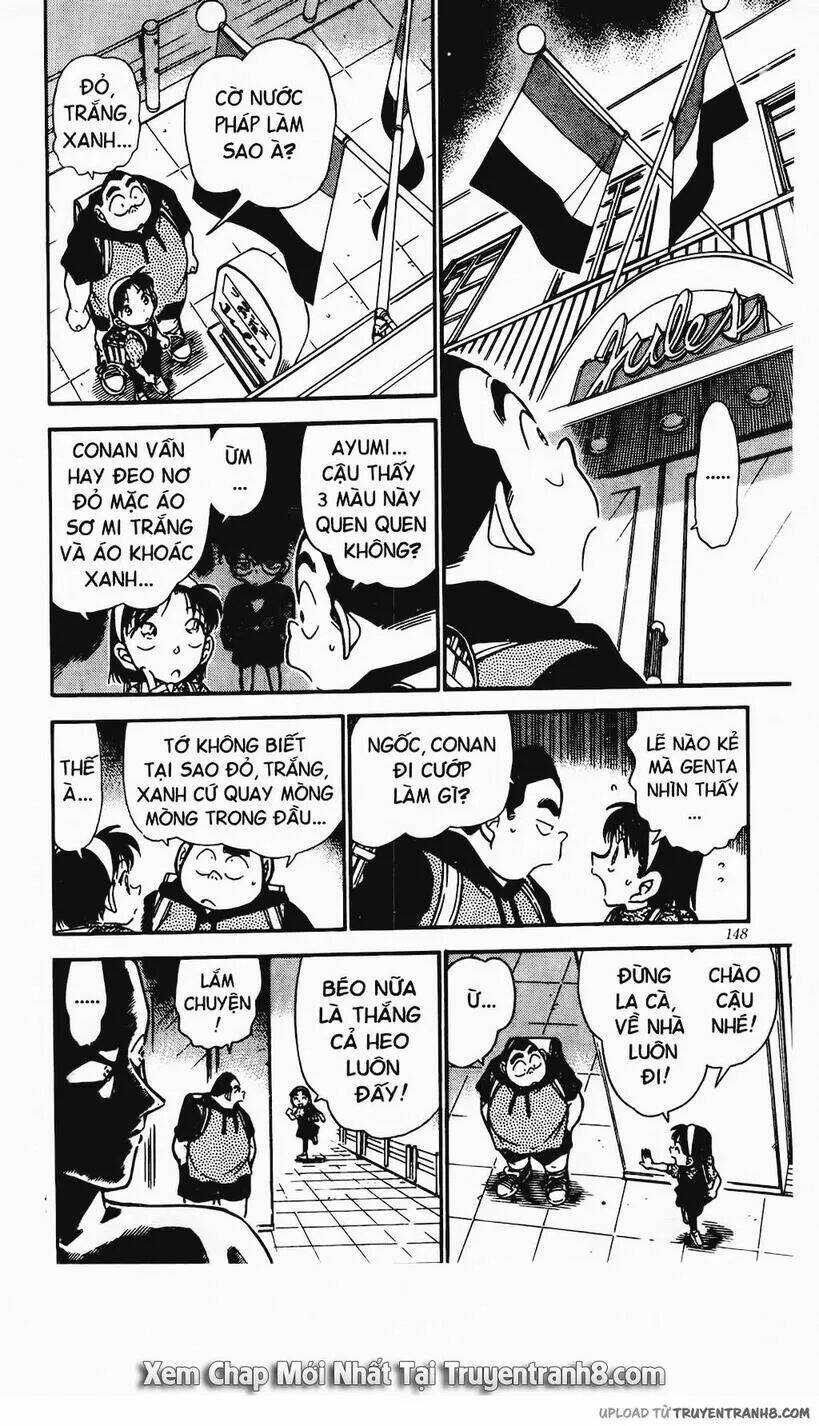 Jules
......
CỜ NƯỚC
PHÁP LÀM
SAO À?
ĐỎ,
TRẮNG,
XANH...
AYUMI...
CẬU THẤY
3 MÀU NÀY
QUEN QUEN
KHÔNG?
ỪM
...
CONAN VẪN
HAY ĐEO NƠ
ĐỎ MẶC ÁO
SƠ MI TRẮNG
VÀ ÁO KHOÁC
XANH...
LẼ NÀO KẺ
MÀ GENTA
NHÌN THẤY
...
NGỐC, CONAN
ĐI CƯỚP
LÀM GÌ?
TỚ KHÔNG BIẾT
TẠI SAO ĐỎ, TRẮNG,
XANH CỨ QUAY MÒNG
MÒNG TRONG ĐẦU...
THẾ
À...
148
CHÀO
CẬU
NHÉ!
ĐỪNG
LA CÀ,
VỀ NHÀ
LUÔN
ĐI!
Ừ...
BÉO NỮA
LÀ THẮNG
CẢ HEO
LUÔN
ĐẤY!
LẮM
CHUYỆN
!
......
Xem Chap Mới Nhất Tại Truyentranh8.com
UPLOAD TỪ TRUYENTRANH8.COM